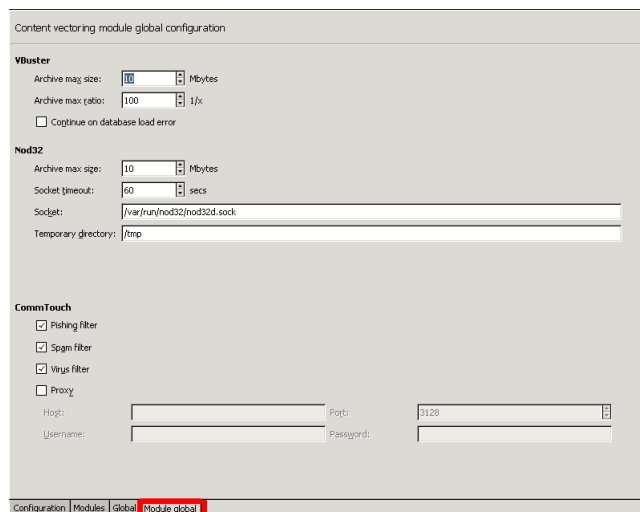 Content vectoring module global configuration
VBuster
Archive max size: 10 Mbytes
Archive max ratio: 100 1/x
Continue on database load error
Nod32
Archive max size: 10 Mbytes
Socket timeout: 60 secs
Socket: /var/run/nod32/nod32d.sock
Temporary directory: /tmp
CommTouch
Pishing filter
Spam filter
Virus filter
Proxy
Host: Port: 3128
Username: Password:
Configuration Modules Global Module global